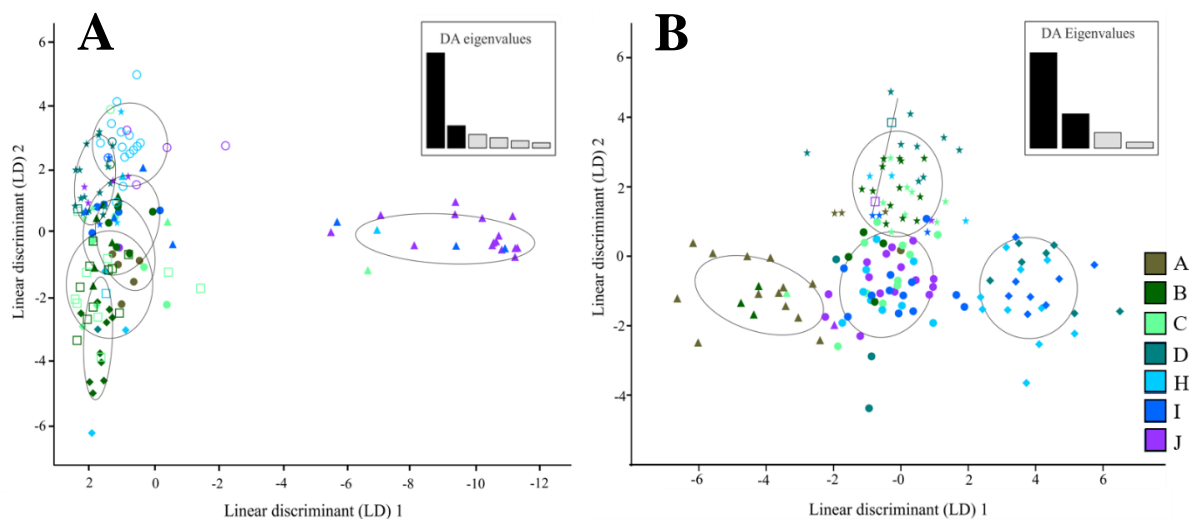 A
DA eigenvalues
6
4
2
0
-2
-4
-6
2
0
-2
-4
-6
-8
-10
-12
Linear discriminant (LD) 2
Linear discriminant (LD) 1
B
DA Eigenvalues
6
4
2
0
-2
-4
-6
-4
-2
-0
2
4
6
Linear discriminant (LD) 2
Linear discriminant (LD) 1
A
B
C
D
H
I
J